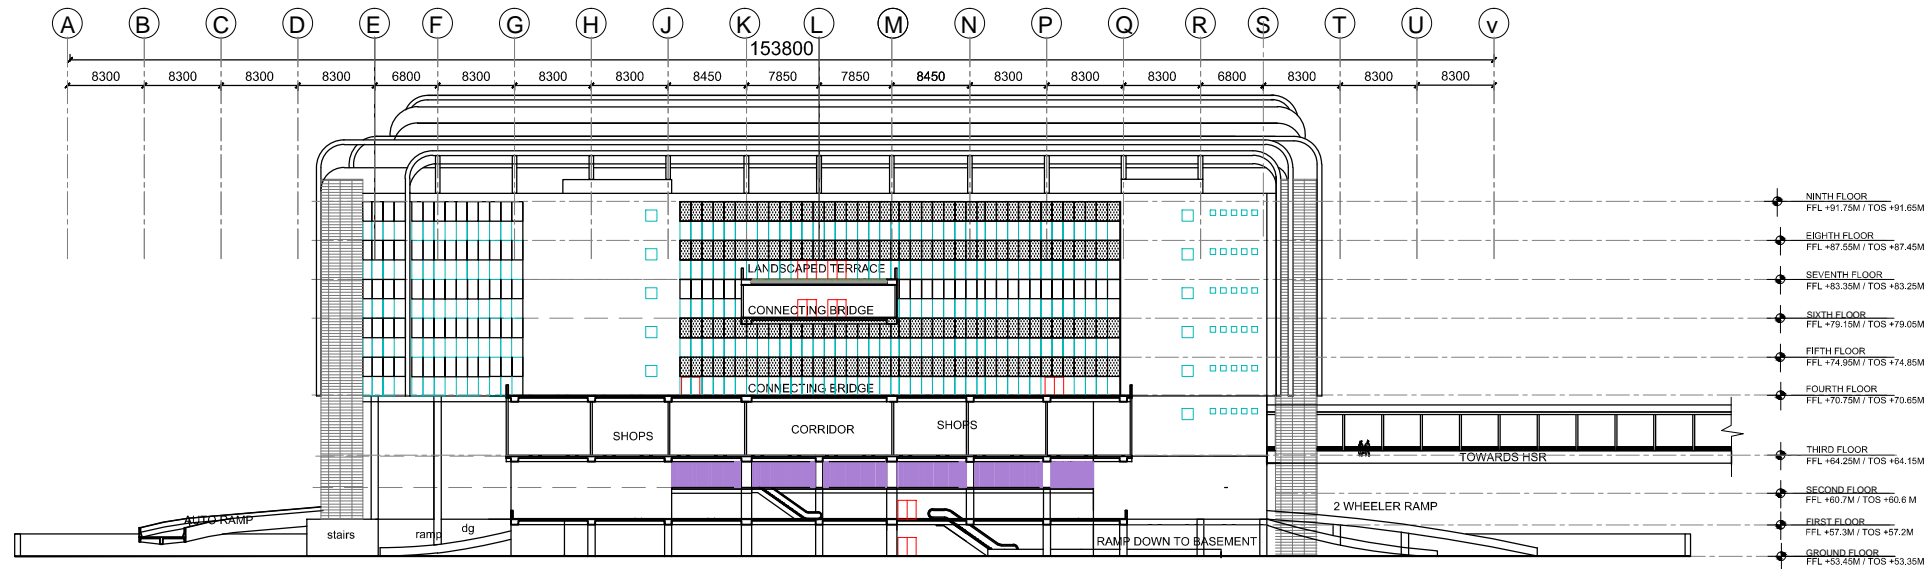 A B C D E F G H J K L M N P Q R S T U v
153800
8300 8300 8300 8300 6800 8300 8300 8300 8450 7850 7850 8450 8300 8300 8300 6800 8300 8300 8300
NINTH FLOOR
FFL +91.75M / TOS +91.65M
EIGHTH FLOOR
FFL +87.55M / TOS +87.45M
LANDSCAPED TERRACE
SEVENTH FLOOR
FFL +83.35M / TOS +83.25M
CONNECTING BRIDGE
SIXTH FLOOR
FFL +79.15M / TOS +79.05M
FIFTH FLOOR
FFL +74.95M / TOS +74.85M
CONNECTING BRIDGE
FOURTH FLOOR
FFL +70.75M / TOS +70.65M
SHOPS
CORRIDOR
SHOPS
THIRD FLOOR
FFL +64.25M / TOS +64.15M
TOWARDS HSR
SECOND FLOOR
FFL +60.7M / TOS +60.6 M
2 WHEELER RAMP
AUTO RAMP
FIRST FLOOR
FFL +57.3M / TOS +57.2M
stairs
ramp
dg
RAMP DOWN TO BASEMENT
GROUND FLOOR
FFL +53.45M / TOS +53.35M